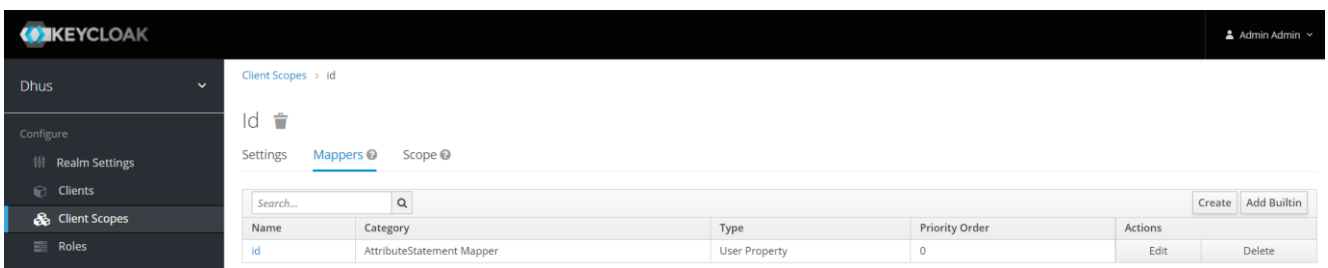 KEYCLOAK
Admin Admin
Dhus
Client Scopes > id
Id
Configure
Settings Mappers Scope
Realm Settings
Clients
Search...
Create Add Builtin
Client Scopes
Name Category Type Priority Order Actions
Roles
id AttributeStatement Mapper User Property 0 Edit Delete